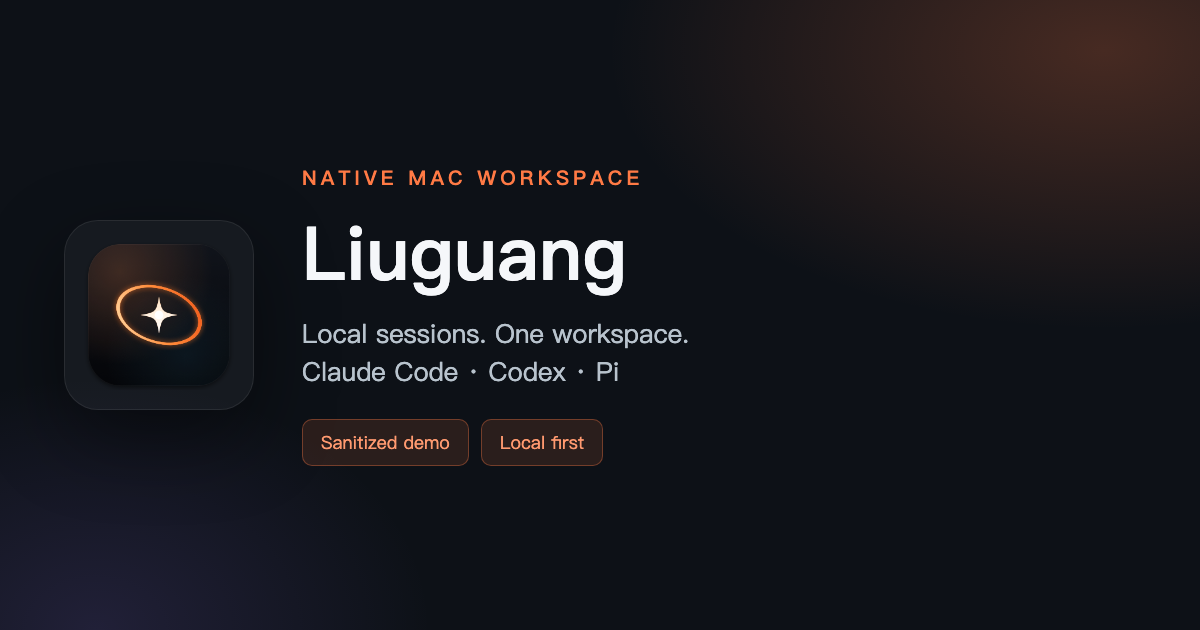 NATIVE MAC WORKSPACE
Liuguang
Local sessions. One workspace.
Claude Code · Codex · Pi
Sanitized demo
Local first